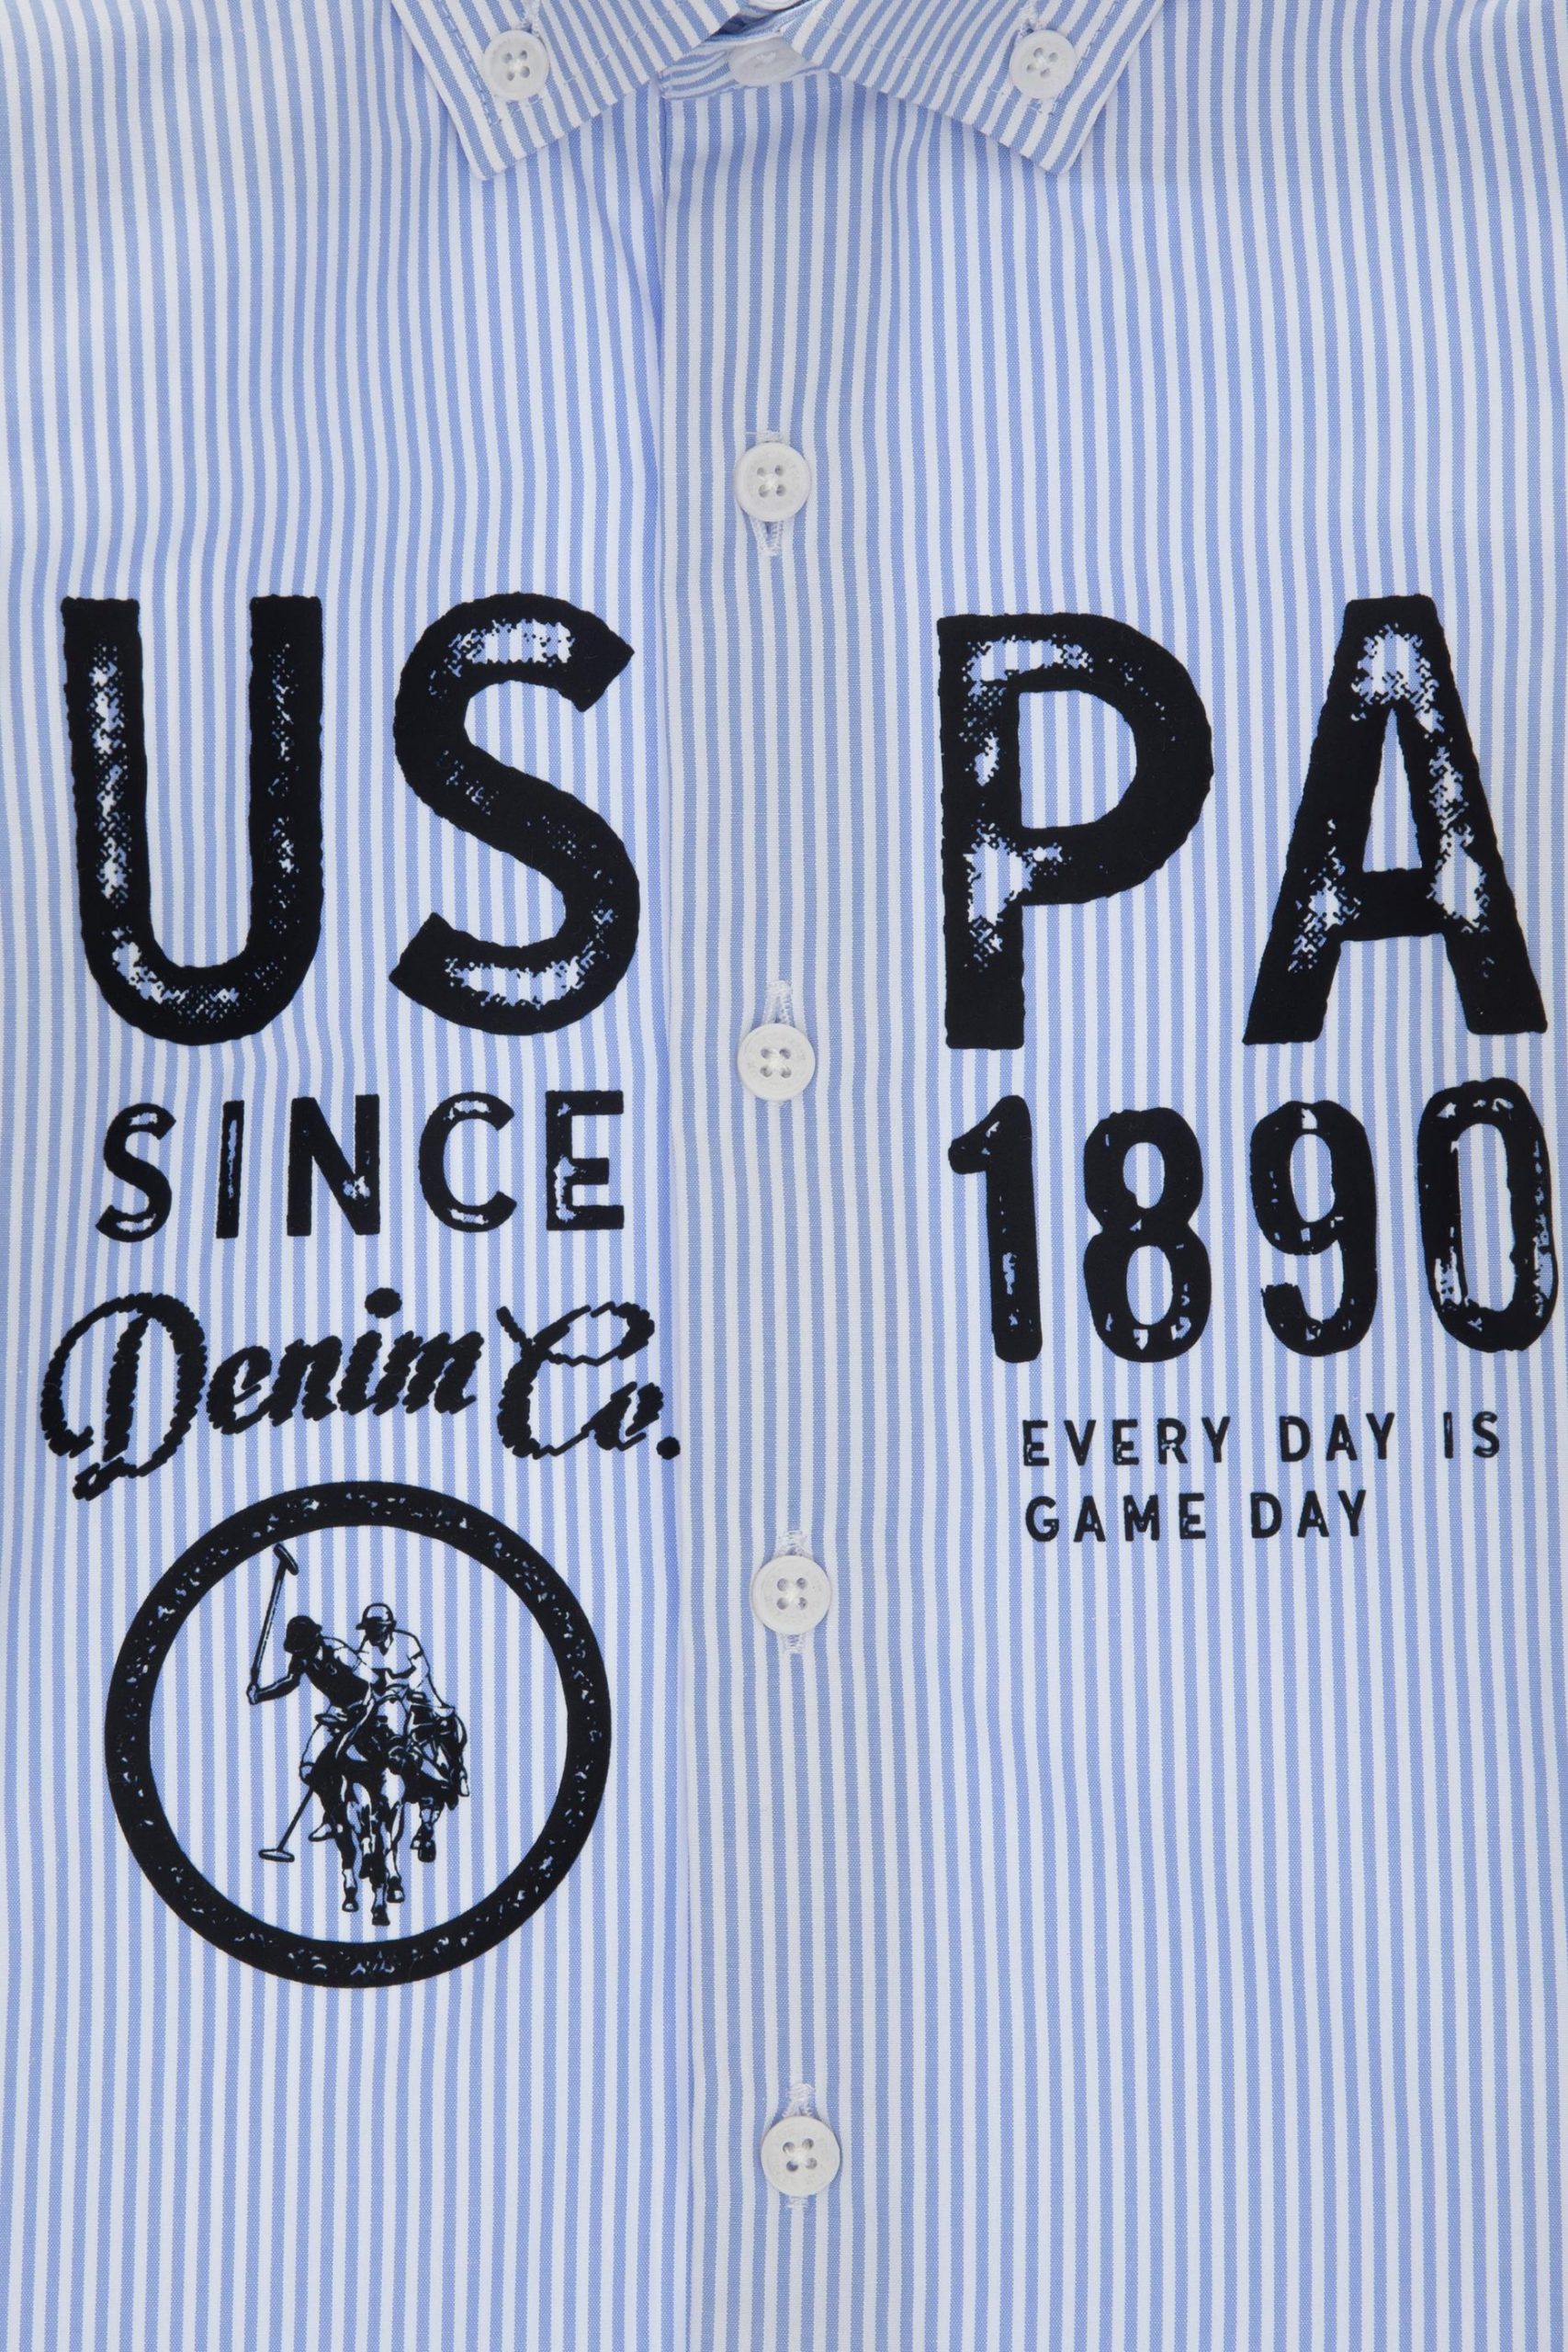 US PA
SINCE 1890
Denim Co.
EVERY DAY IS
GAME DAY